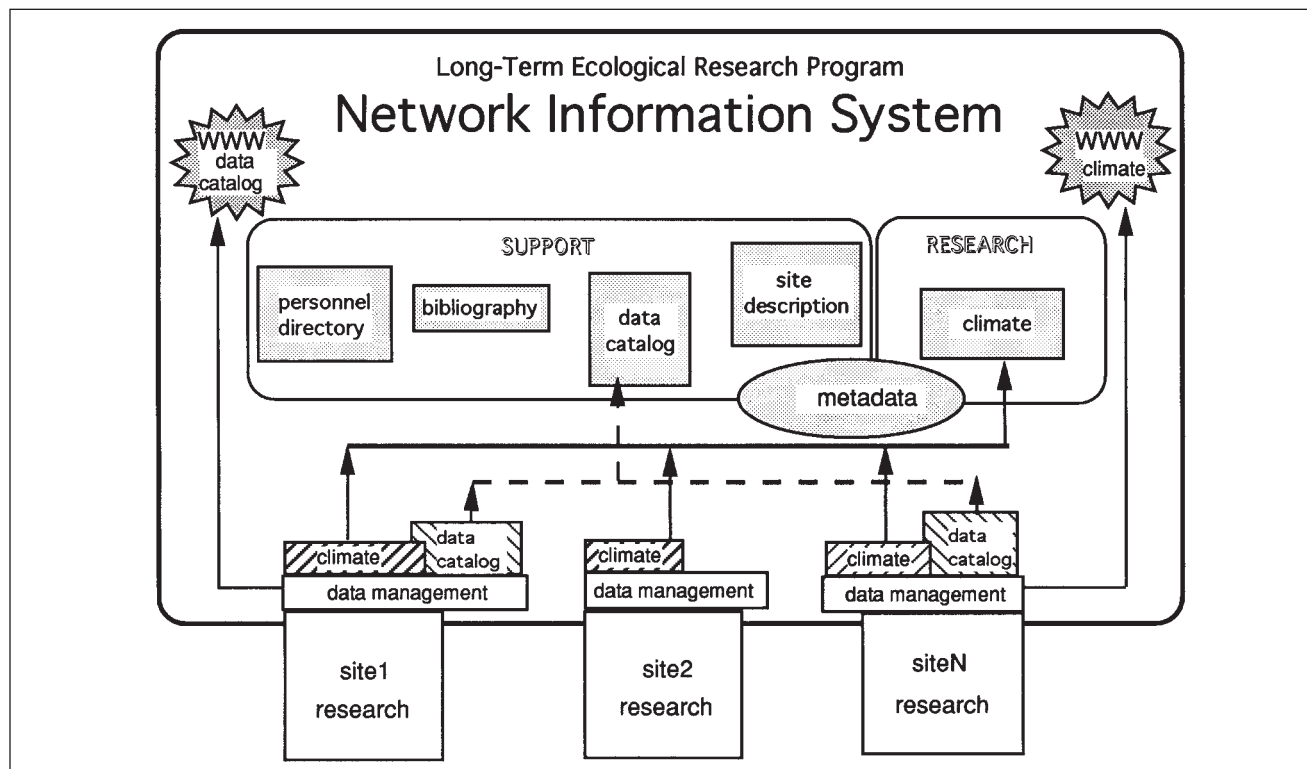 Long-Term Ecological Research Program
Network Information System
WWW
data
catalog
WWW
climate
SUPPORT
RESEARCH
personnel
directory
bibliography
data
catalog
site
description
climate
metadata
climate
data
catalog
data management
climate
data management
climate
data
catalog
data management
site1
research
site2
research
siteN
research